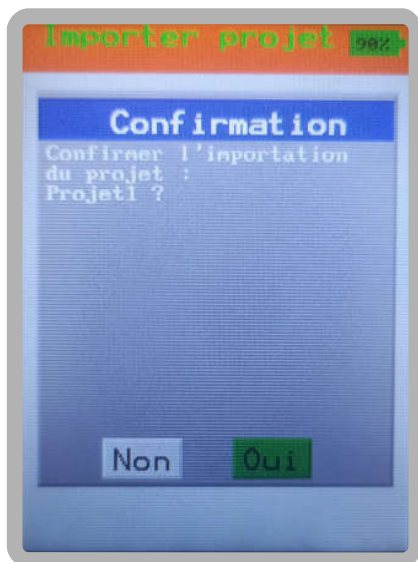 Importer projet 90%
Confirmation
Confirmer l'importation
du projet :
Projet1 ?
Non Oui